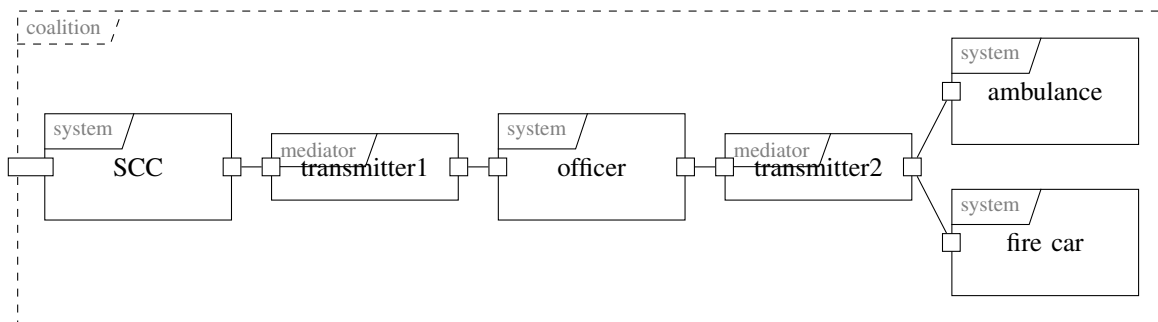 coalition
system
SCC
mediator
transmitter1
system
officer
mediator
transmitter2
system
ambulance
system
fire car